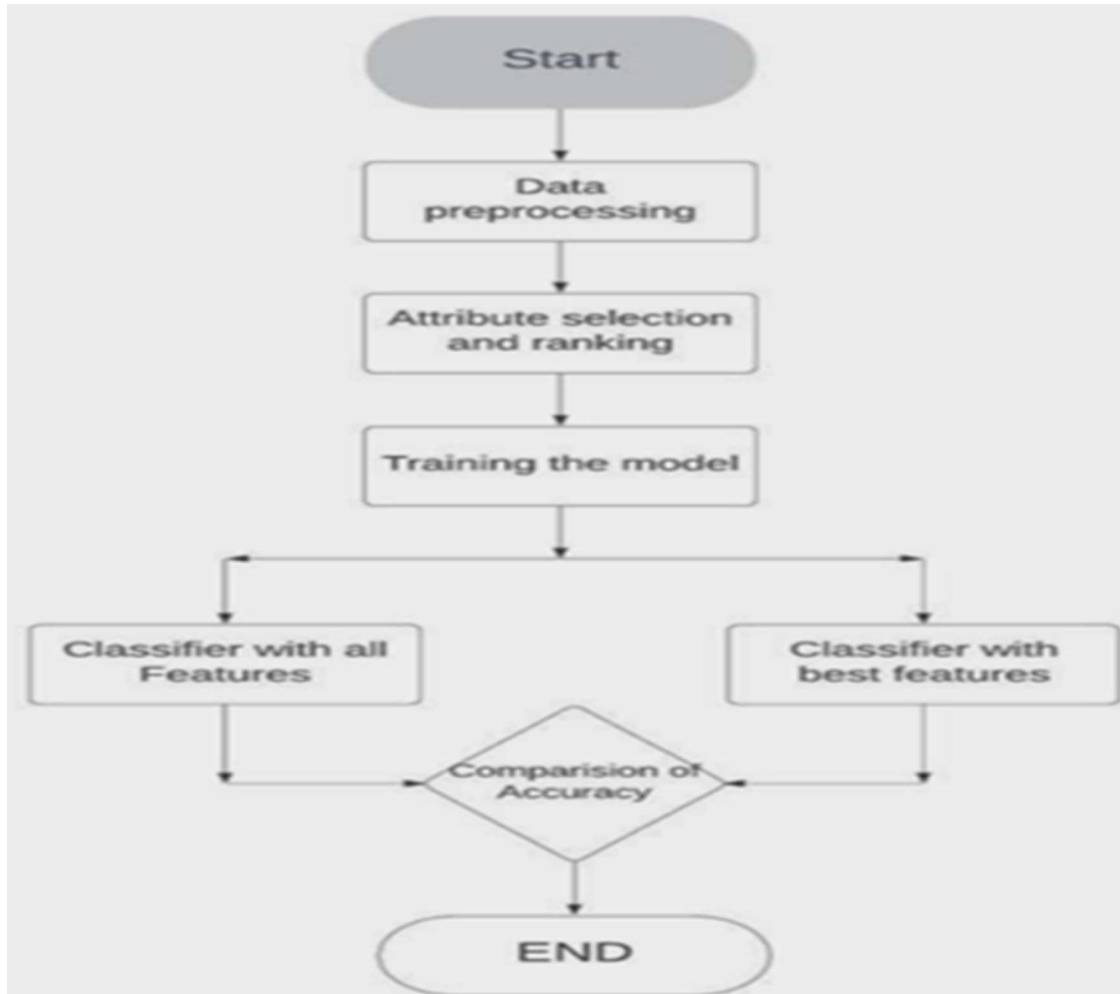 Start
Data
preprocessing
Attribute selection
and ranking
Training the model
Classifier with all
Features
Classifier with
best features
Comparision of
Accuracy
END